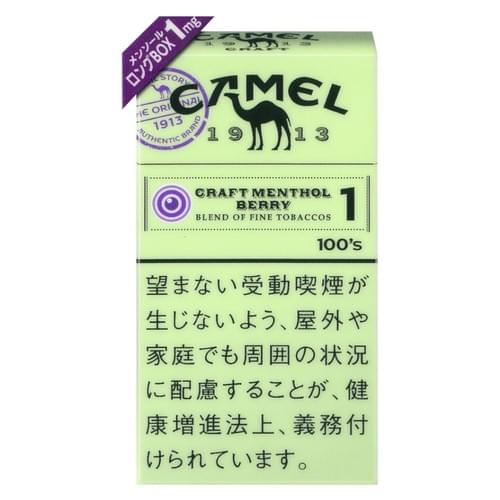 メンソール
ロングBOX 1mg
1913
CRAFT
CAMEL
1913
STORY
THE ORIGINAL
1913
AUTHENTIC BRAND
CRAFT MENTHOL
BERRY
BLEND OF FINE TOBACCOS
1
100's
望まない受動喫煙が
生じないよう、屋外や
家庭でも周囲の状況
に配慮することが、健
康増進法上、義務付
けられています。